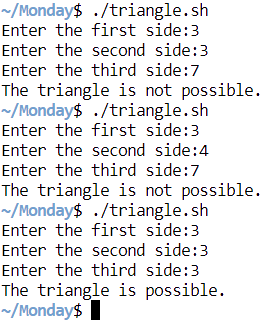 ~/Monday$ ./triangle.sh
Enter the first side:3
Enter the second side:3
Enter the third side:7
The triangle is not possible.
~/Monday$ ./triangle.sh
Enter the first side:3
Enter the second side:4
Enter the third side:7
The triangle is not possible.
~/Monday$ ./triangle.sh
Enter the first side:3
Enter the second side:3
Enter the third side:3
The triangle is possible.
~/Monday$